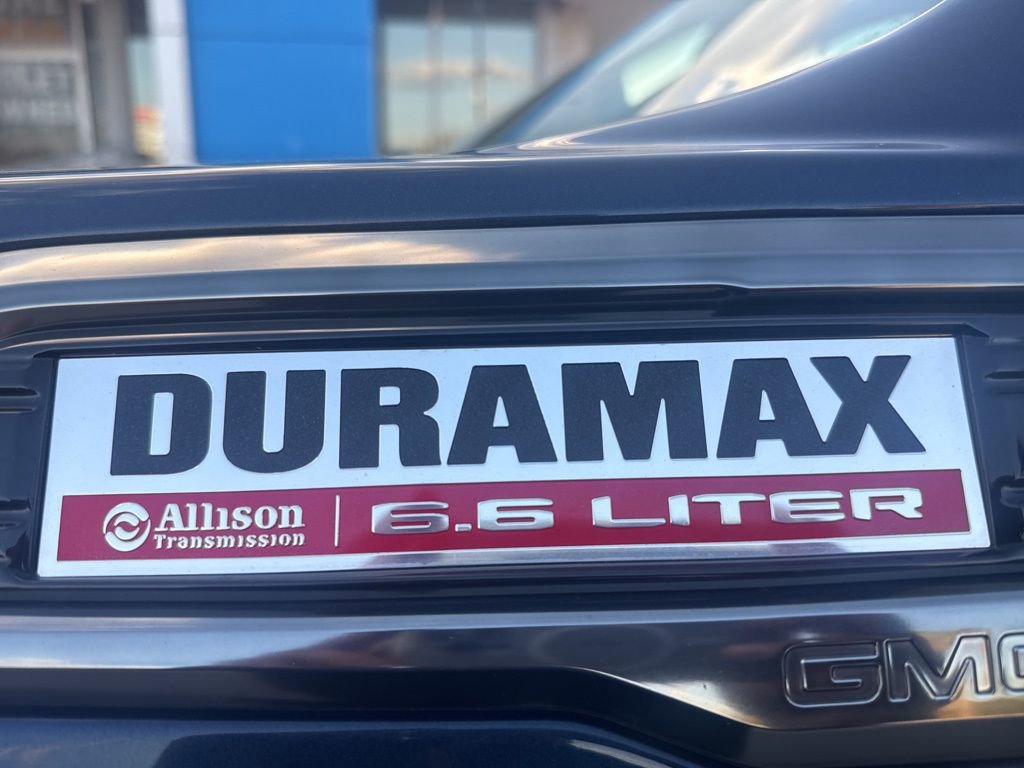 DURAMAX
Allison
Transmission
6.6 LITER
GMC